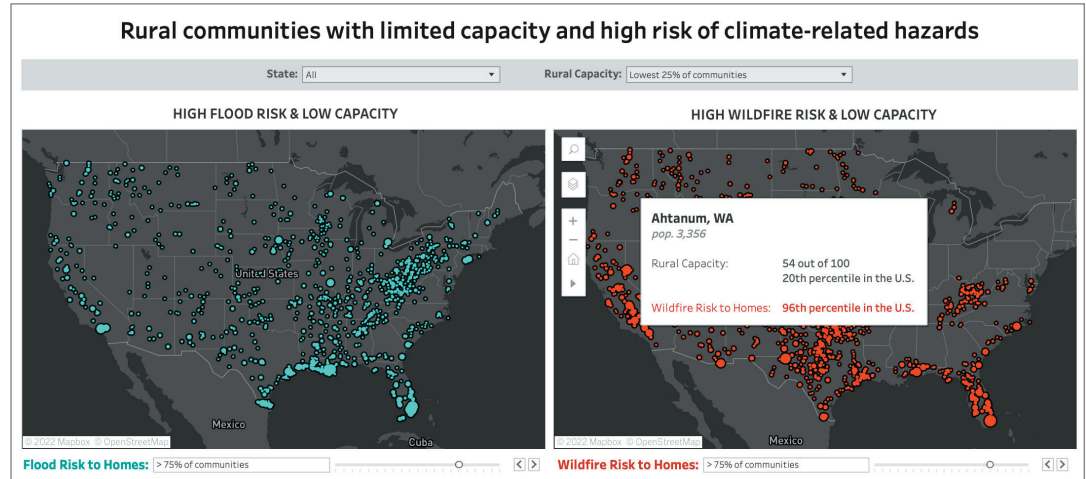 Rural communities with limited capacity and high risk of climate-related hazards
State: All Rural Capacity: Lowest 25% of communities
HIGH FLOOD RISK & LOW CAPACITY
United States
Mexico
Cuba
© 2022 Mapbox © OpenStreetMap
Flood Risk to Homes: > 75% of communities
HIGH WILDFIRE RISK & LOW CAPACITY
Ahtanum, WA
pop. 3,356
Rural Capacity: 54 out of 100
20th percentile in the U.S.
Wildfire Risk to Homes: 96th percentile in the U.S.
Mexico
© 2022 Mapbox © OpenStreetMap
Wildfire Risk to Homes: > 75% of communities